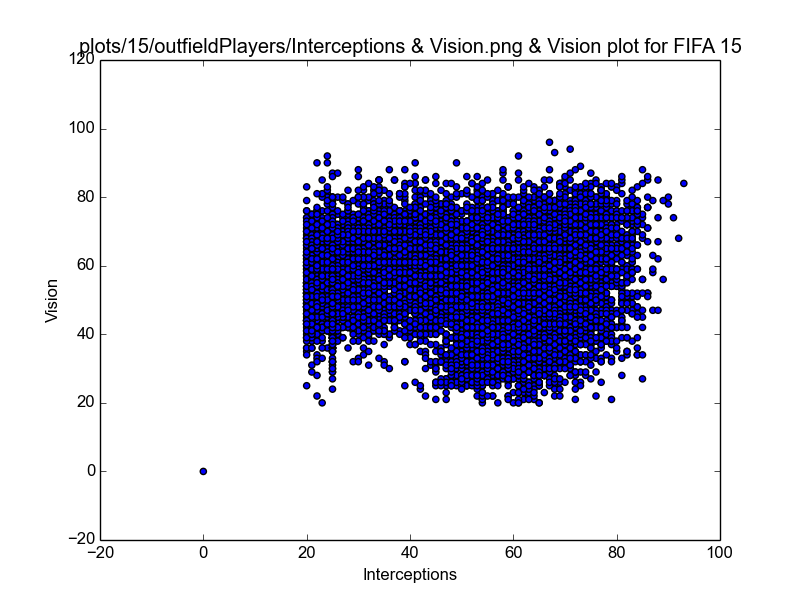 plots/15/outfieldPlayers/Interceptions & Vision.png & Vision plot for FIFA 15
120
100
80
60
40
20
0
−20
Vision
−20 0 20 40 60 80 100
Interceptions